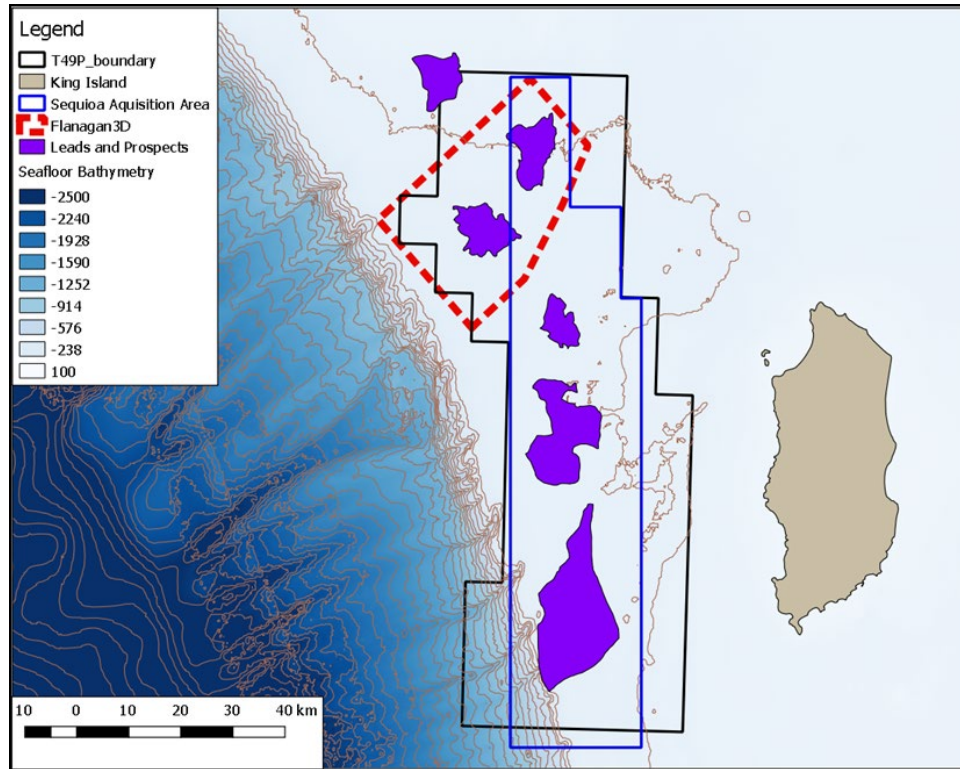 Legend
T49P_boundary
King Island
Sequioa Aquisition Area
Flanagan3D
Leads and Prospects
Seafloor Bathymetry
-2500
-2240
-1928
-1590
-1252
-914
-576
-238
100
10 0 10 20 30 40 km